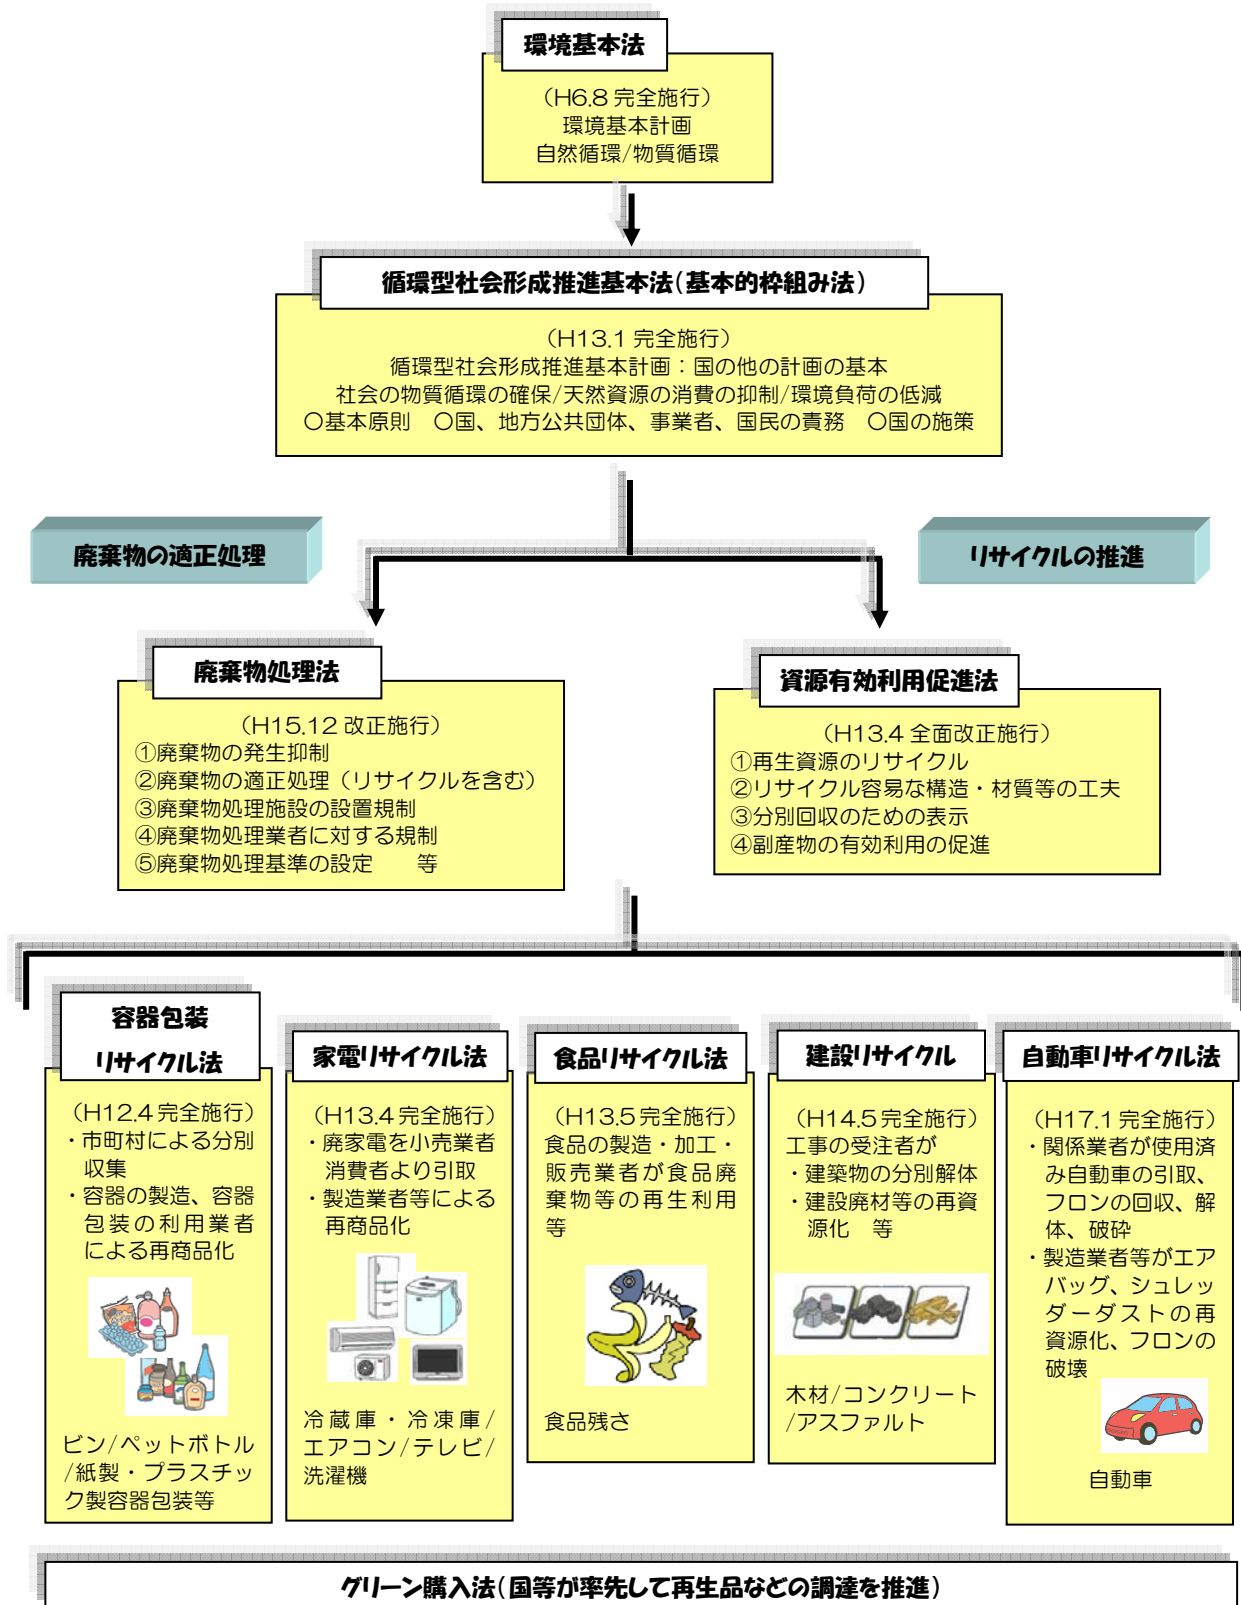 環境基本法
（H6.8 完全施行）
環境基本計画
自然循環/物質循環
循環型社会形成推進基本法（基本的枠組み法）
（H13.1 完全施行）
循環型社会形成推進基本計画：国の他の計画の基本
社会の物質循環の確保/天然資源の消費の抑制/環境負荷の低減
〇基本原則　〇国、地方公共団体、事業者、国民の責務　〇国の施策
廃棄物の適正処理
リサイクルの推進
廃棄物処理法
（H15.12 改正施行）
①廃棄物の発生抑制
②廃棄物の適正処理（リサイクルを含む）
③廃棄物処理施設の設置規制
④廃棄物処理業者に対する規制
⑤廃棄物処理基準の設定　　等
資源有効利用促進法
（H13.4 全面改正施行）
①再生資源のリサイクル
②リサイクル容易な構造・材質等の工夫
③分別回収のための表示
④副産物の有効利用の促進
容器包装
リサイクル法
（H12.4 完全施行）
・市町村による分別
収集
・容器の製造、容器
包装の利用業者
による再商品化
ビン/ペットボトル
/紙製・プラスチッ
ク製容器包装等
家電リサイクル法
（H13.4 完全施行）
・廃家電を小売業者
消費者より引取
・製造業者等による
再商品化
冷蔵庫・冷凍庫/
エアコン/テレビ/
洗濯機
食品リサイクル法
（H13.5 完全施行）
食品の製造・加工・
販売業者が食品廃
棄物等の再生利用
等
食品残さ
建設リサイクル
（H14.5 完全施行）
工事の受注者が
・建築物の分別解体
・建設廃材等の再資
源化　等
木材/コンクリート
/アスファルト
自動車リサイクル法
（H17.1 完全施行）
・関係業者が使用済
み自動車の引取、
フロンの回収、解
体、破砕
・製造業者等がエア
バッグ、シュレッ
ダーダストの再
資源化、フロンの
破壊
自動車
グリーン購入法（国等が率先して再生品などの調達を推進）